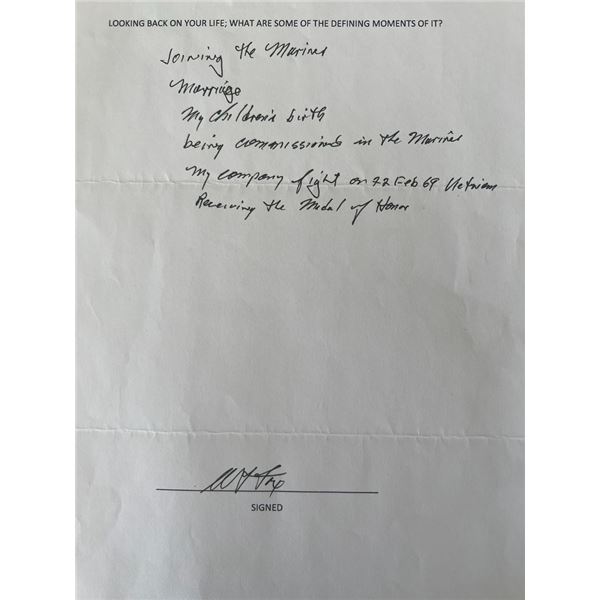 LOOKING BACK ON YOUR LIFE; WHAT ARE SOME OF THE DEFINING MOMENTS OF IT?
Joining the Marines
Marriage
My children's birth
being commissioned in the Marines
My company fight on 22 Feb 69 Vietnam
Receiving the Medal of Honor
SIGNED